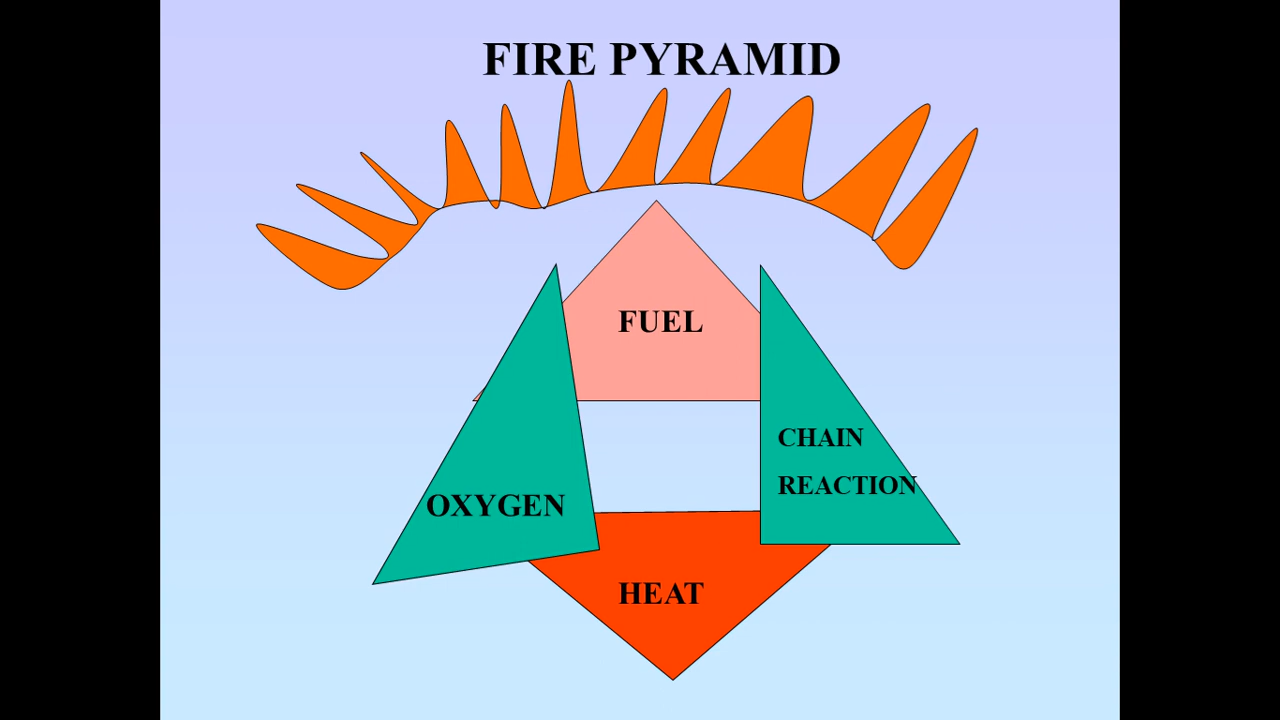 FIRE PYRAMID
FUEL
CHAIN
REACTION
OXYGEN
HEAT